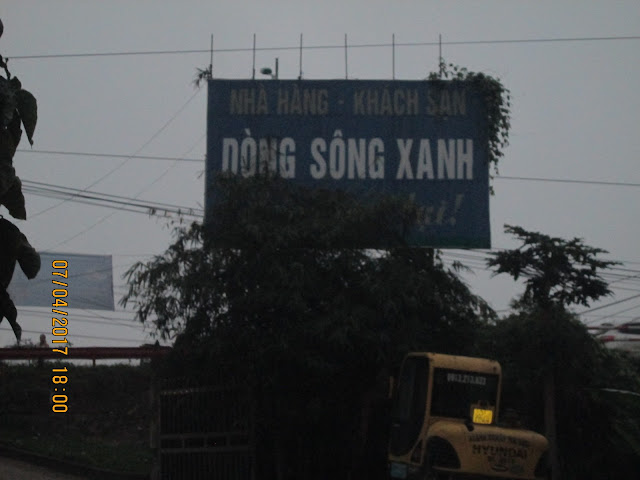 NHÀ HÀNG - KHÁCH SẠN
DÒNG SÔNG XANH
HYUNDAI
07/04/2017 18:00